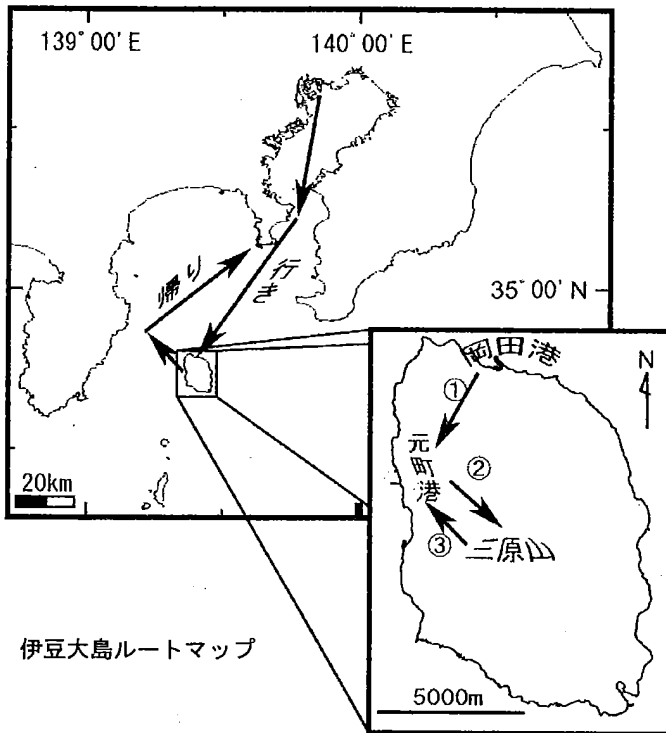 139°00' E
140°00' E
帰り
行き
35°00' N
20km
岡田港
N
①
元町港
②
③
三原山
5000m
伊豆大島ルートマップ